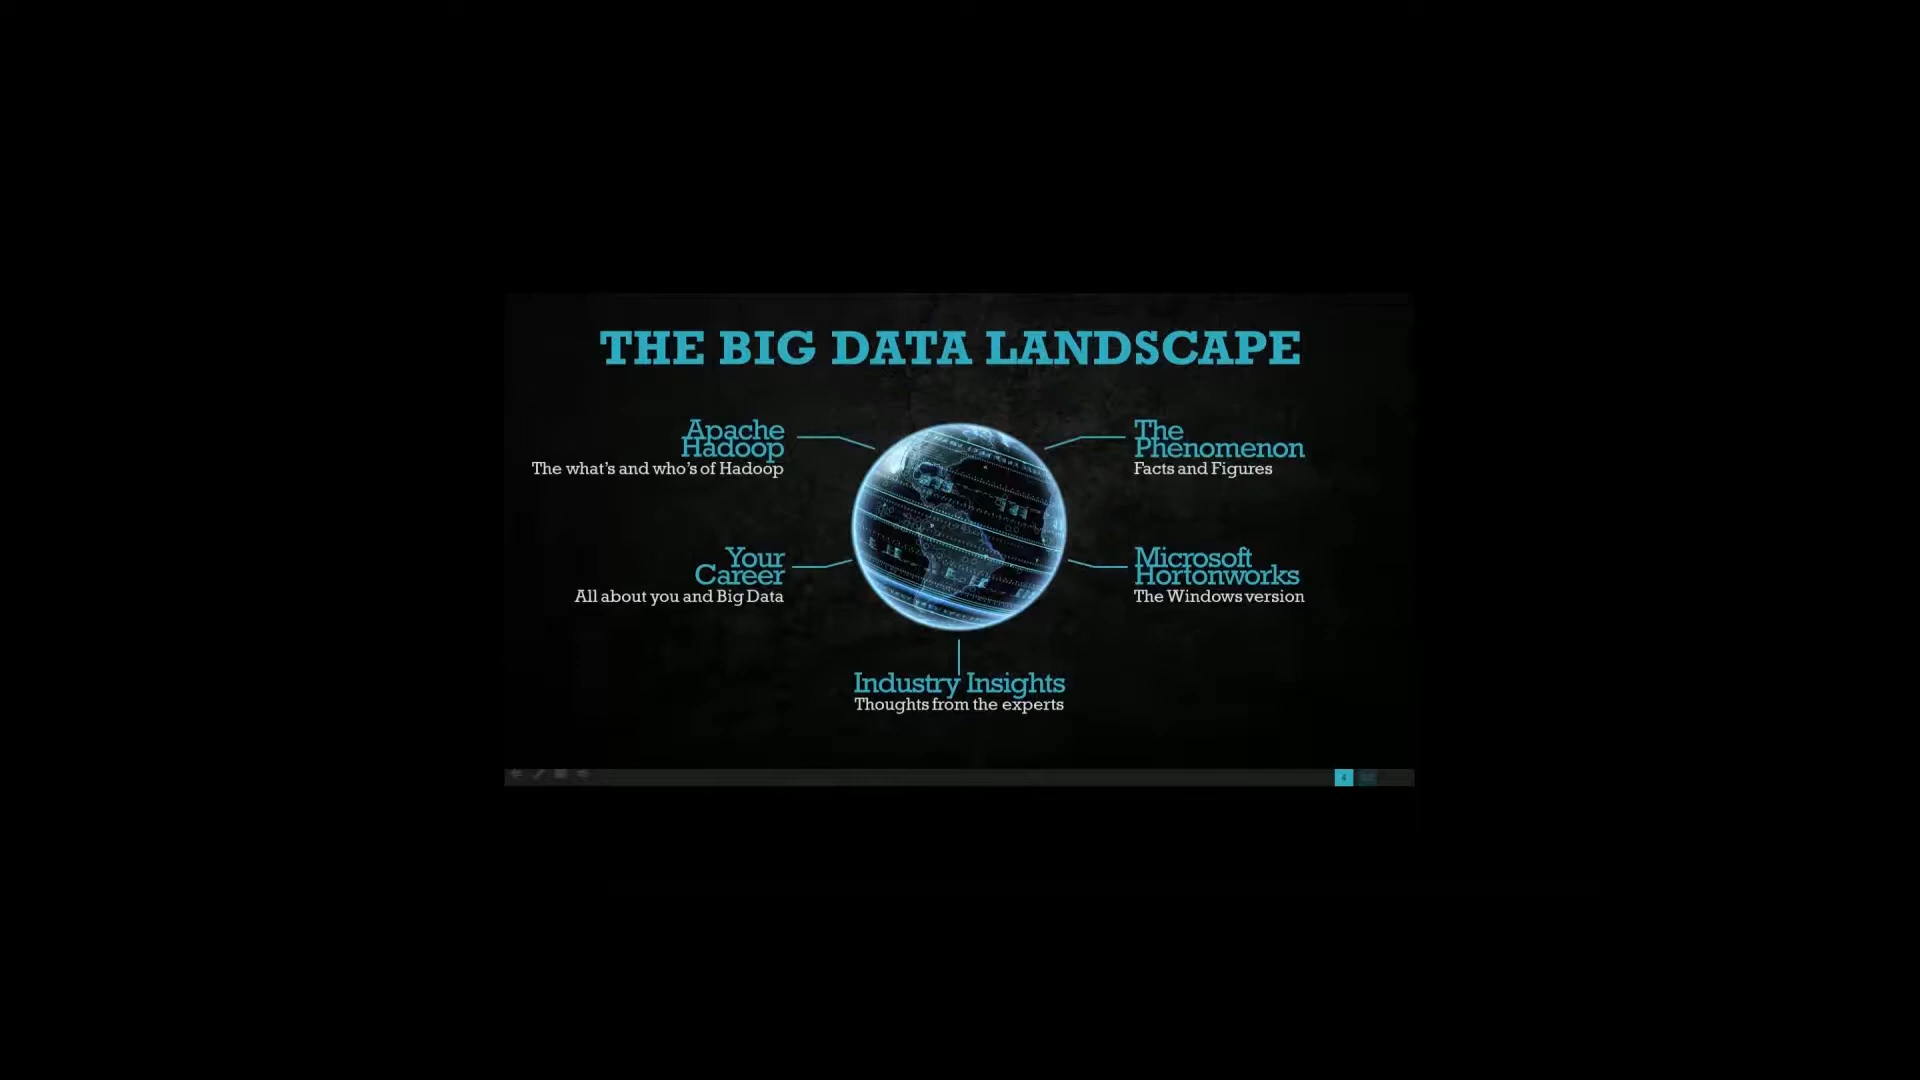 THE BIG DATA LANDSCAPE
Apache
Hadoop
The what's and who's of Hadoop
The
Phenomenon
Facts and Figures
Your
Career
All about you and Big Data
Microsoft
Hortonworks
The Windows version
Industry Insights
Thoughts from the experts
4